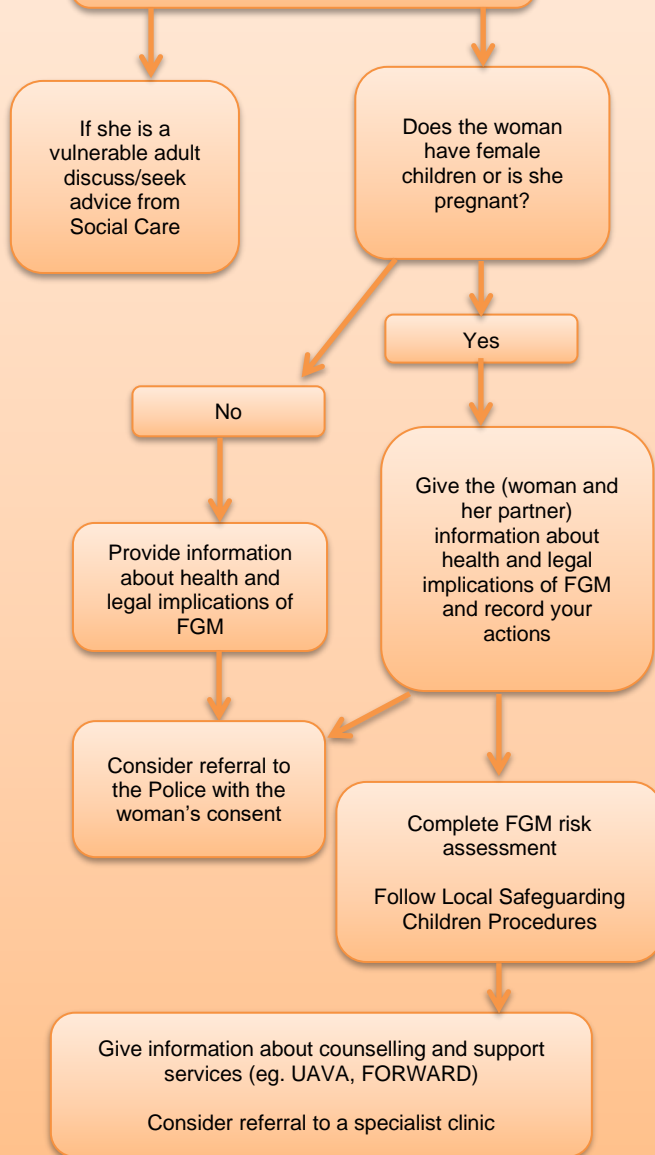 If she is a
vulnerable adult
discuss/seek
advice from
Social Care
Does the woman
have female
children or is she
pregnant?
Yes
No
Give the (woman and
her partner)
information about
health and legal
implications of FGM
and record your
actions
Provide information
about health and
legal implications of
FGM
Consider referral to
the Police with the
woman’s consent
Complete FGM risk
assessment
Follow Local Safeguarding
Children Procedures
Give information about counselling and support
services (eg. UAVA, FORWARD)
Consider referral to a specialist clinic